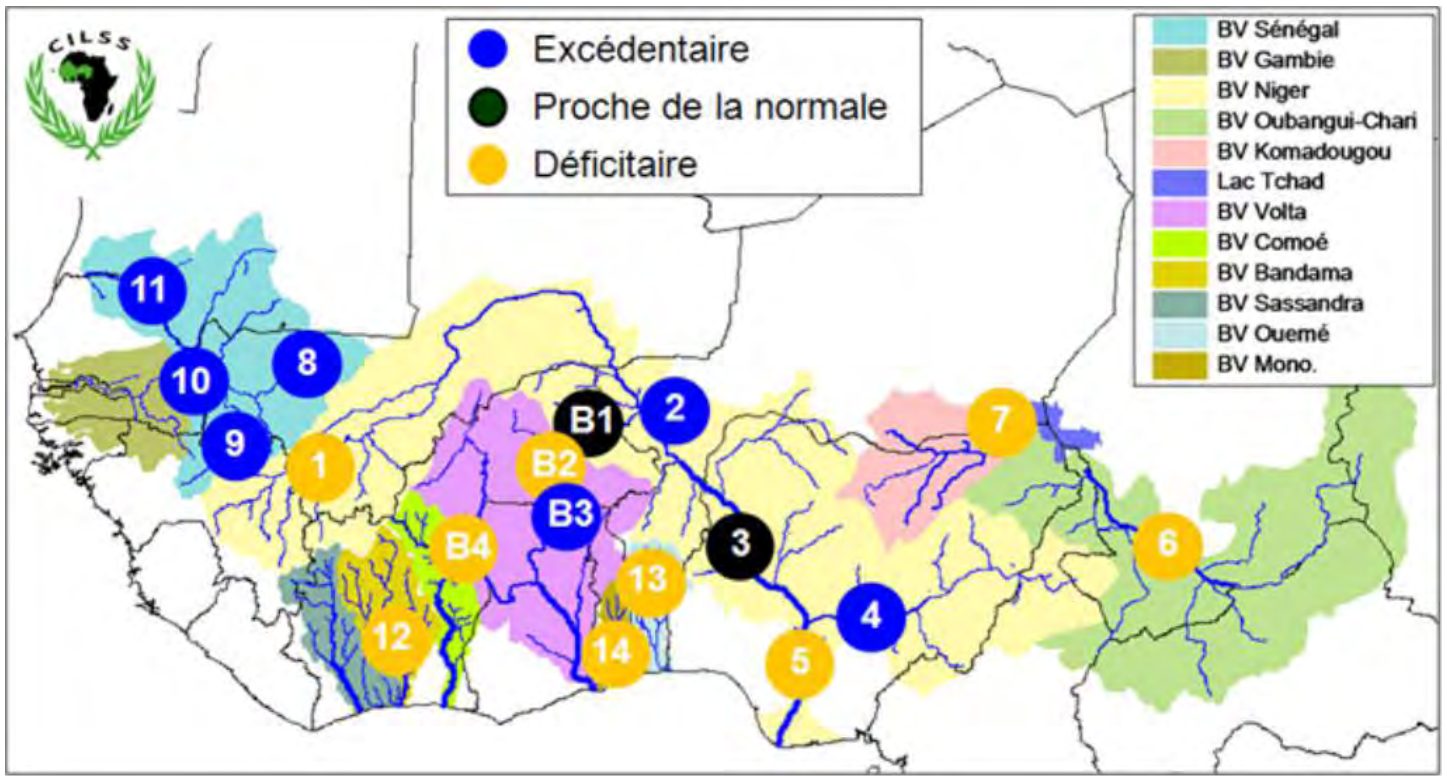 CILSS
Excédentaire
Proche de la normale
Déficitaire
BV Sénégal
BV Gambie
BV Niger
BV Oubangui-Chari
BV Komadougou
Lac Tchad
BV Volta
BV Comoé
BV Bandama
BV Sassandra
BV Ouemé
BV Mono.
11
8
10
9
1
B1
2
B2
B3
B4
7
3
6
13
4
12
14
5